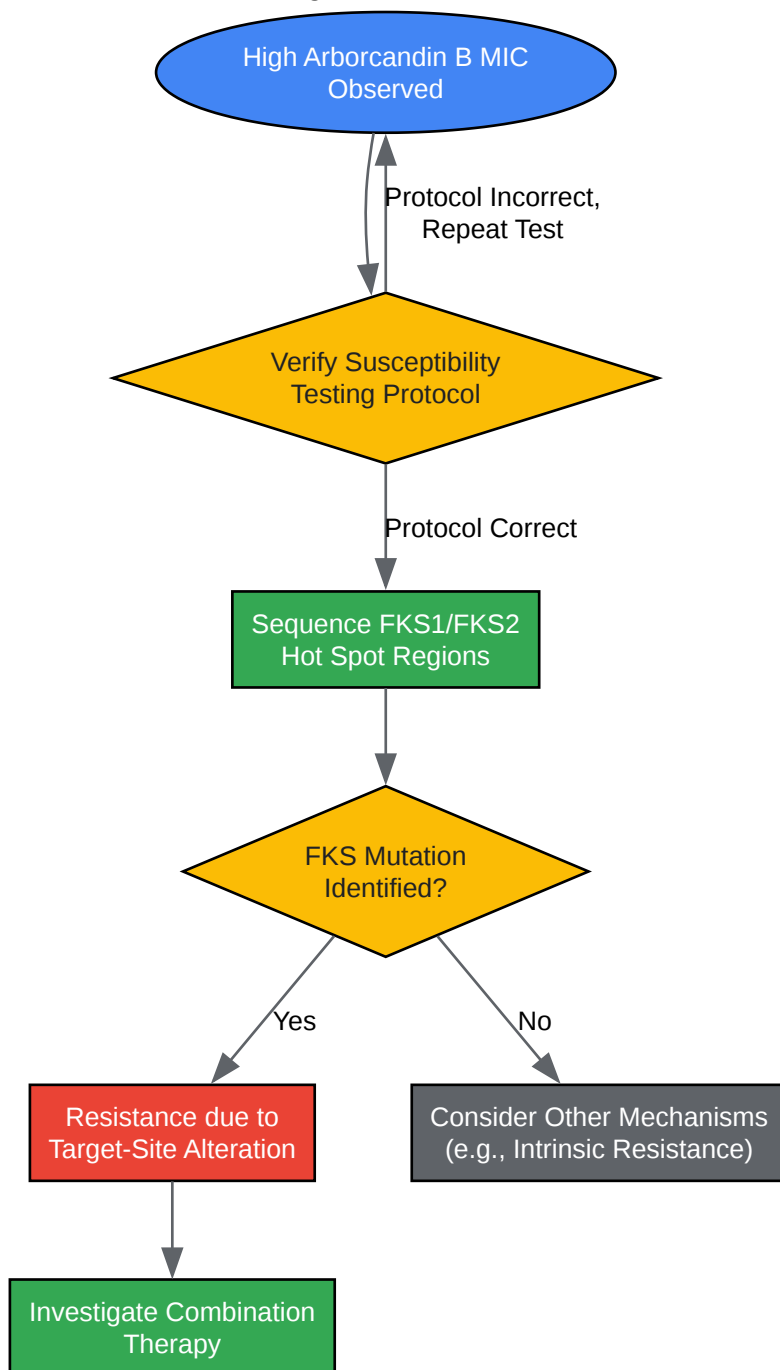 High Arborcandin B MIC
Observed
Protocol Incorrect,
Repeat Test
Verify Susceptibility
Testing Protocol
Protocol Correct
Sequence FKS1/FKS2
Hot Spot Regions
FKS Mutation
Identified?
Yes
No
Resistance due to
Target-Site Alteration
Consider Other Mechanisms
(e.g., Intrinsic Resistance)
Investigate Combination
Therapy